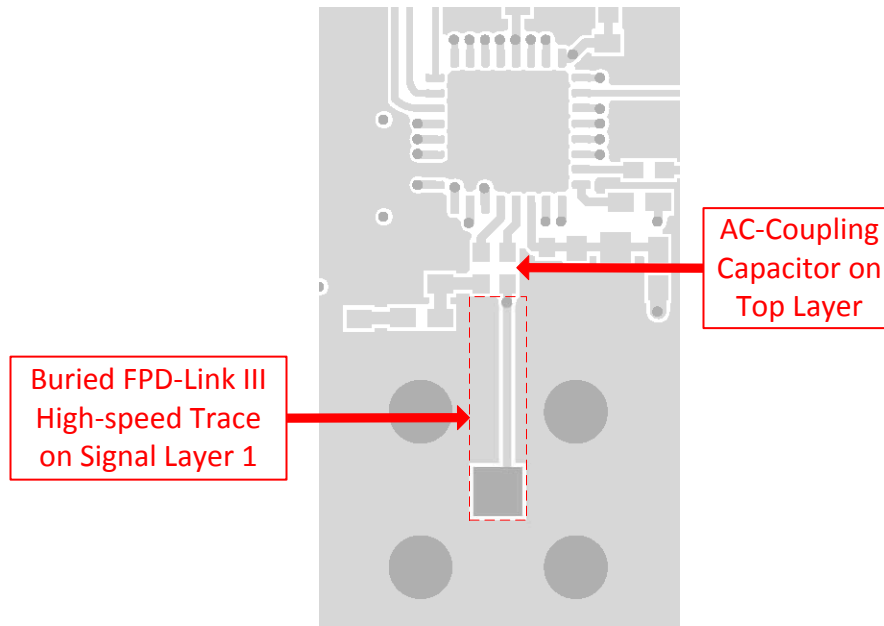 AC-Coupling
Capacitor on
Top Layer
Buried FPD-Link III
High-speed Trace
on Signal Layer 1